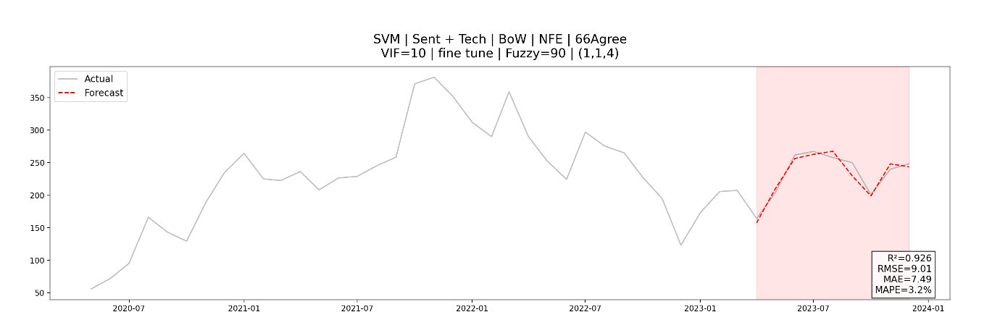 SVM | Sent + Tech | BoW | NFE | 66Agree
VIF=10 | fine tune | Fuzzy=90 | (1,1,4)
Actual
Forecast
350
300
250
200
150
100
50
R²=0.926
RMSE=9.01
MAE=7.49
MAPE=3.2%
2020-07
2021-01
2021-07
2022-01
2022-07
2023-01
2023-07
2024-01